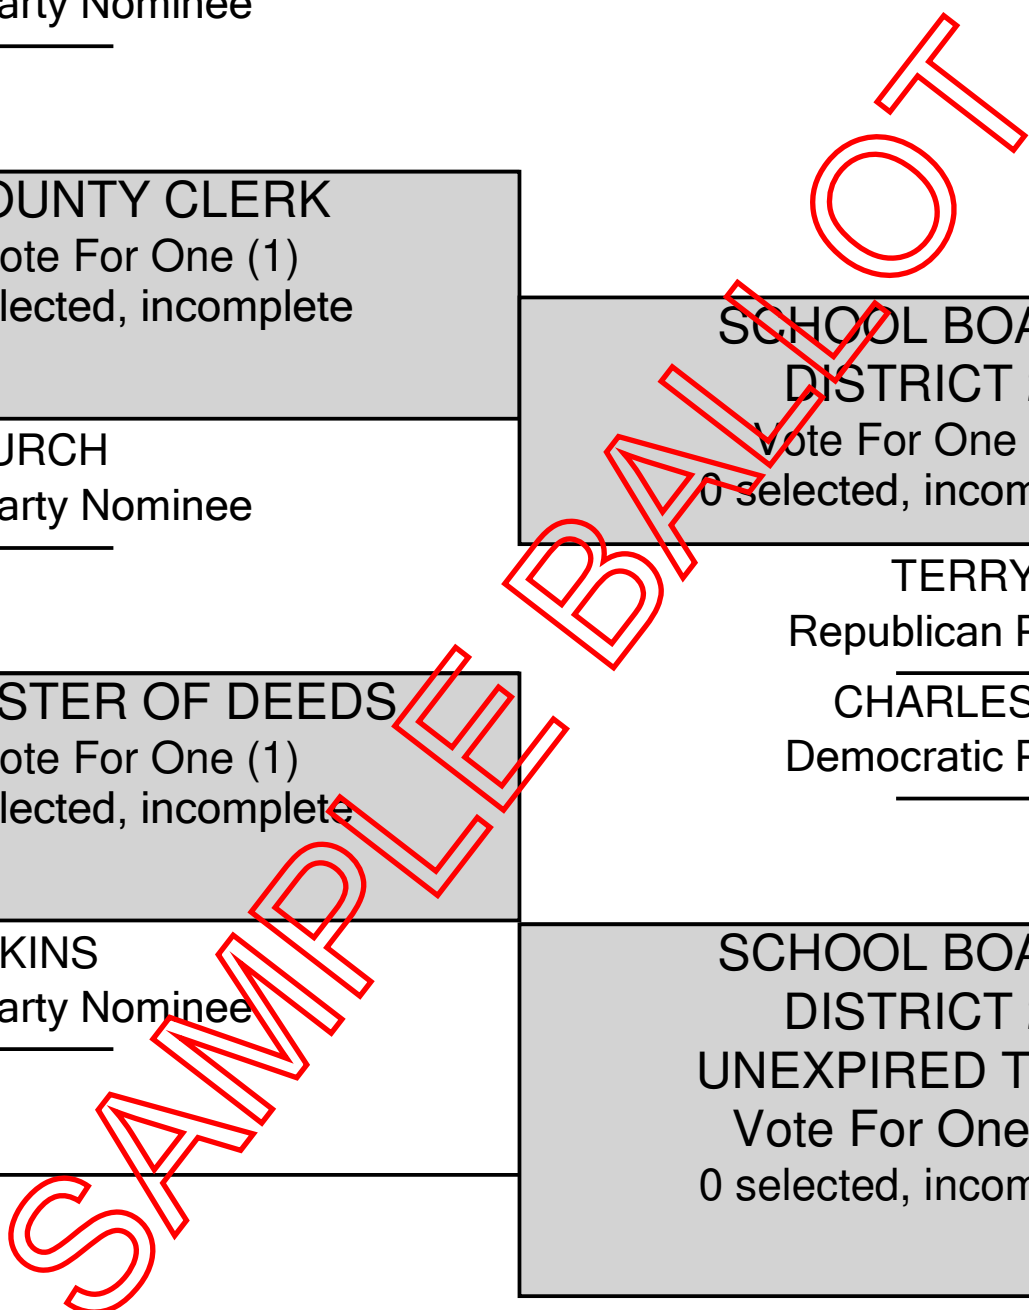 arty Nominee
OUNTY CLERK
ote For One (1)
lected, incomplete
URCH
arty Nominee
STER OF DEEDS
ote For One (1)
lected, incomplete
KINS
arty Nominee
SCHOOL BOA
DISTRICT
Vote For One
0 selected, incom
TERRY
Republican P
CHARLES
Democratic P
SCHOOL BOA
DISTRICT
UNEXPIRED T
Vote For One
0 selected, incom
SAMPLE BALLOT